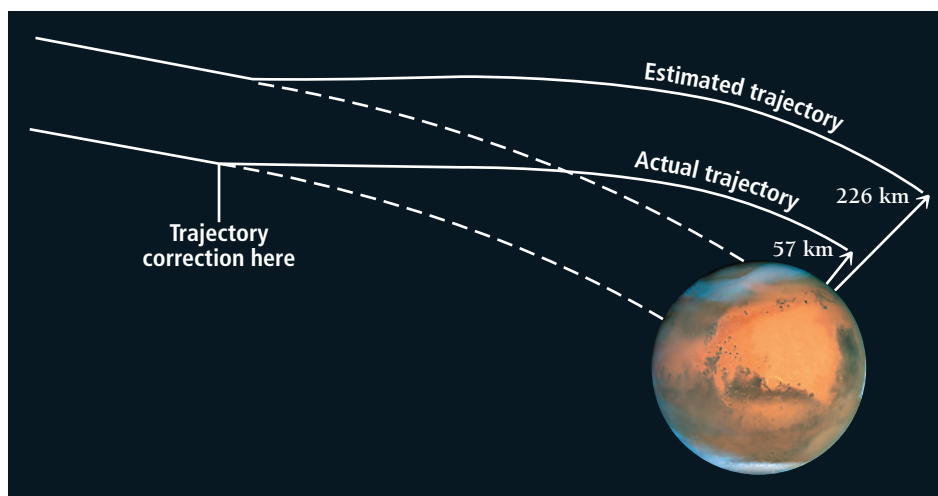 Estimated trajectory
Actual trajectory
226 km
57 km
Trajectory
correction here